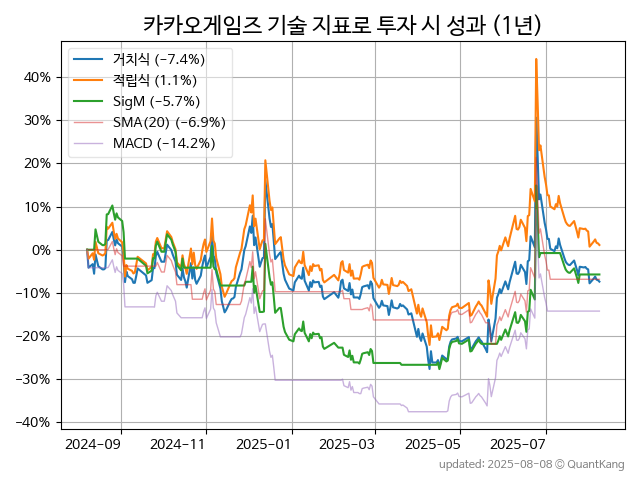 카카오게임즈 기술 지표로 투자 시 성과 (1년)
거치식 (−7.4%)
적립식 (1.1%)
SigM (−5.7%)
SMA(20) (−6.9%)
MACD (−14.2%)
40%
30%
20%
10%
0%
−10%
−20%
−30%
−40%
2024-09 2024-11 2025-01 2025-03 2025-05 2025-07
updated: 2025-08-08 © QuantKang